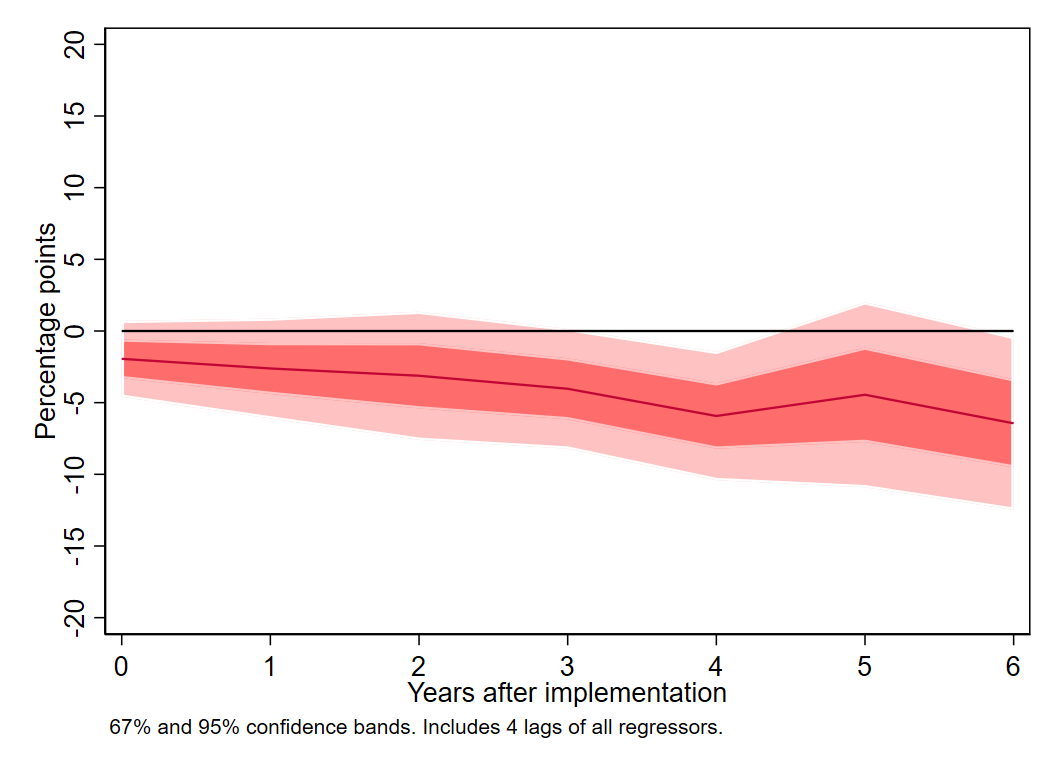 20
15
10
5
0
-5
-10
-15
-20
Percentage points
0 1 2 3 4 5 6
Years after implementation
67% and 95% confidence bands. Includes 4 lags of all regressors.